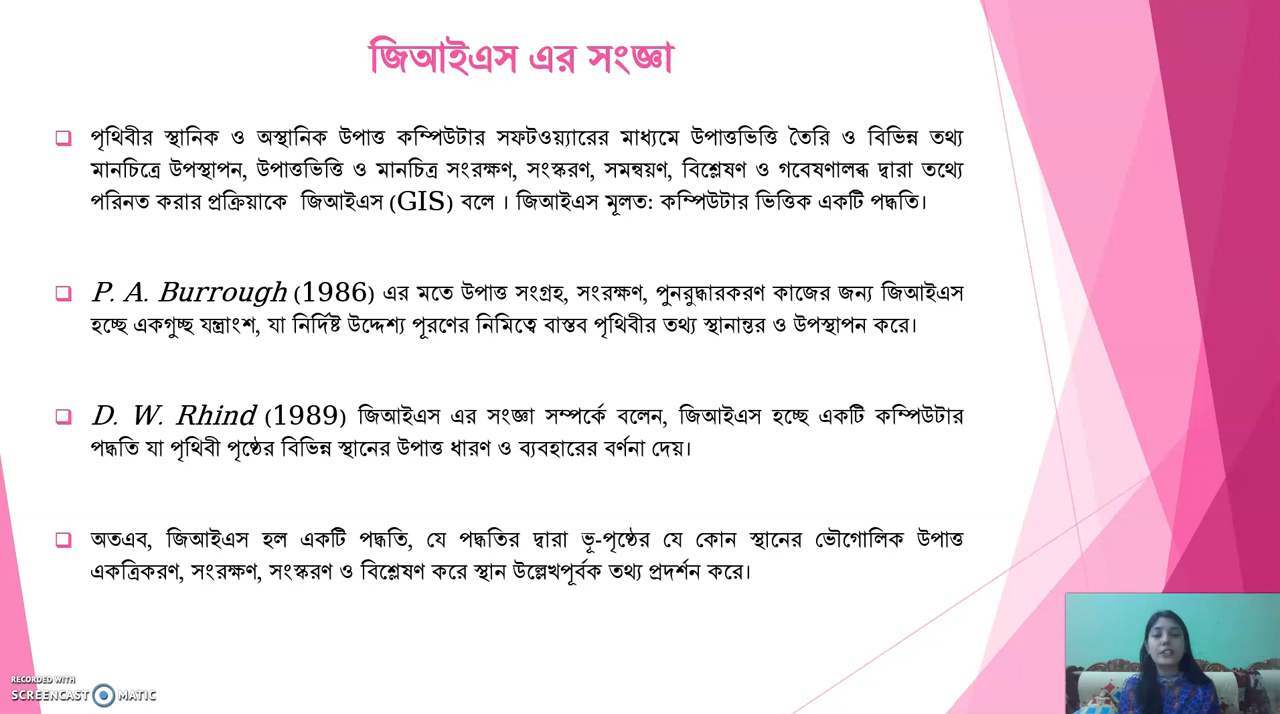 জিআইএস এর সংজ্ঞা
পৃথিবীর স্থানিক ও অস্থানিক উপাত্ত কম্পিউটার সফটওয়্যারের মাধ্যমে উপাত্তভিত্তি তৈরি ও বিভিন্ন তথ্য
মানচিত্রে উপস্থাপন, উপাত্তভিত্তি ও মানচিত্র সংরক্ষণ, সংস্করণ, সমন্বয়ণ, বিশ্লেষণ ও গবেষণালব্ধ দ্বারা তথ্যে
পরিনত করার প্রক্রিয়াকে জিআইএস (GIS) বলে । জিআইএস মূলত: কম্পিউটার ভিত্তিক একটি পদ্ধতি।
P. A. Burrough (1986) এর মতে উপাত্ত সংগ্রহ, সংরক্ষণ, পুনরুদ্ধারকরণ কাজের জন্য জিআইএস
হচ্ছে একগুচ্ছ যন্ত্রাংশ, যা নির্দিষ্ট উদ্দেশ্য পূরণের নিমিত্বে বাস্তব পৃথিবীর তথ্য স্থানান্তর ও উপস্থাপন করে।
D. W. Rhind (1989) জিআইএস এর সংজ্ঞা সম্পর্কে বলেন, জিআইএস হচ্ছে একটি কম্পিউটার
পদ্ধতি যা পৃথিবী পৃষ্ঠের বিভিন্ন স্থানের উপাত্ত ধারণ ও ব্যবহারের বর্ণনা দেয়।
অতএব, জিআইএস হল একটি পদ্ধতি, যে পদ্ধতির দ্বারা ভূ-পৃষ্ঠের যে কোন স্থানের ভৌগোলিক উপাত্ত
একত্রিকরণ, সংরক্ষণ, সংস্করণ ও বিশ্লেষণ করে স্থান উল্লেখপূর্বক তথ্য প্রদর্শন করে।
RECORDED WITH
SCREENCAST MATIC